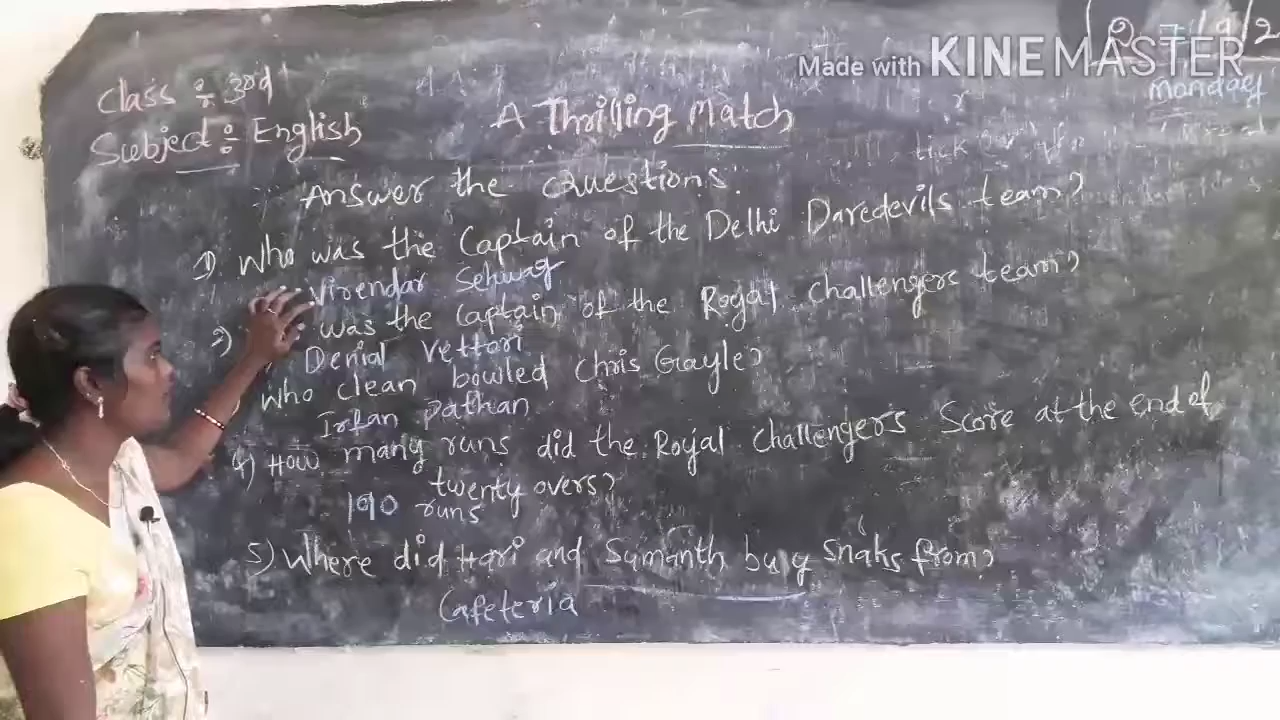 Made with KINEMASTER
Monday
Class : 3rd
Subject : English
A Thrilling Match
Answer the Questions:
1) Who was the Captain of the Delhi Daredevils team?
Virendar Sehwag
2) was the Captain of the Royal Challengers team?
Denial Vettori
Who clean bowled Chris Grayle?
Irfan pathan
4) How many runs did the Royal Challengers Score at the end of
twenty overs?
190 runs
5) Where did Hari and Sumanth buy snaks from?
Cafeteria